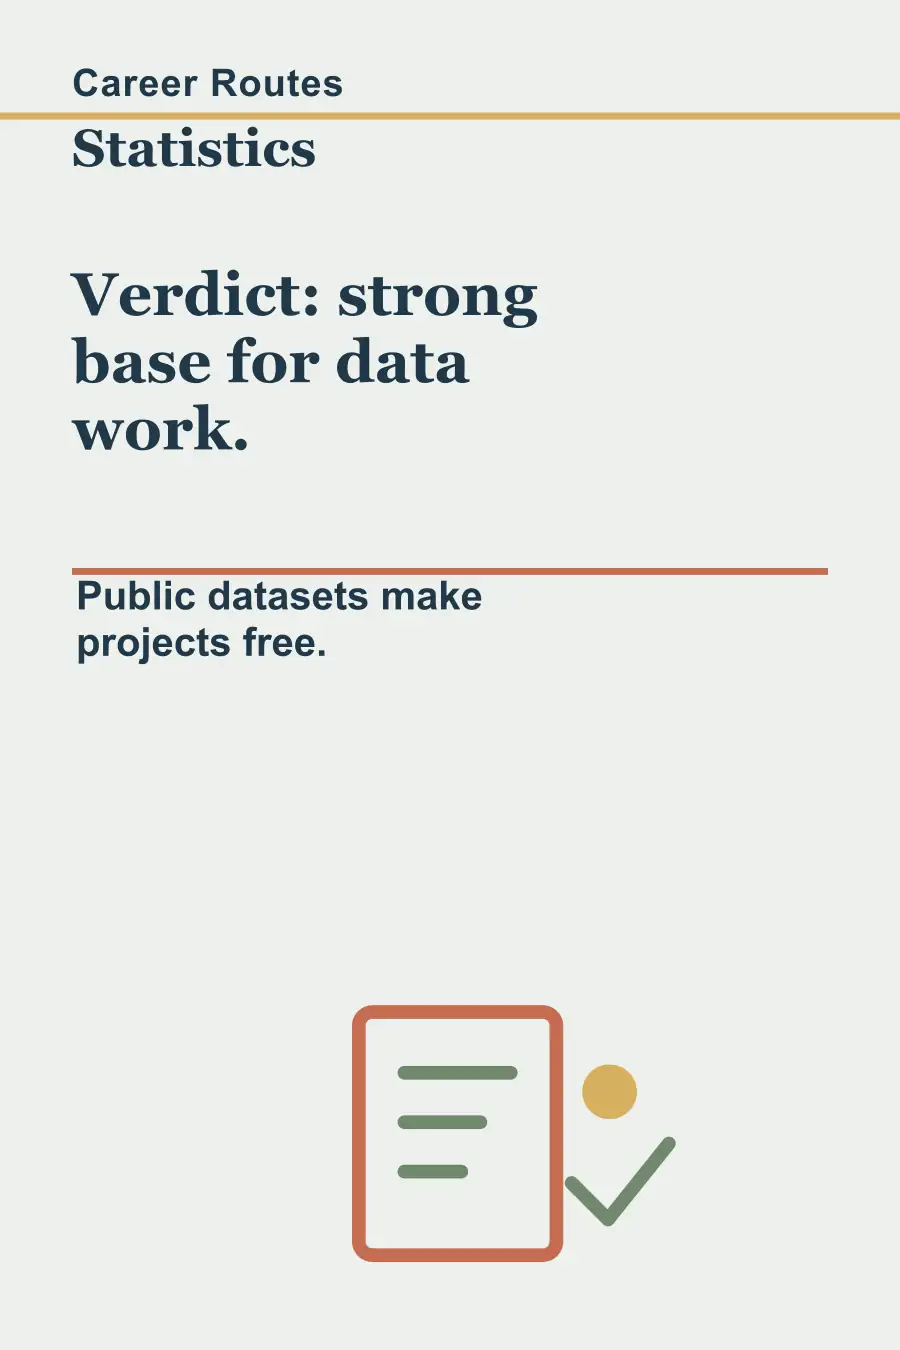 Career Routes
Statistics
Verdict: strong
base for data
work.
Public datasets make
projects free.